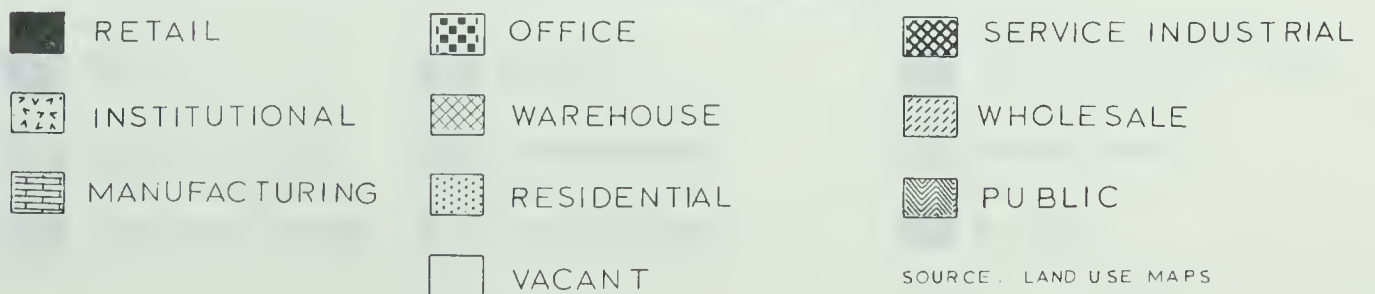 RETAIL
INSTITUTIONAL
MANUFACTURING
OFFICE
WAREHOUSE
RESIDENTIAL
VACANT
SERVICE INDUSTRIAL
WHOLESALE
PUBLIC
SOURCE. LAND USE MAPS